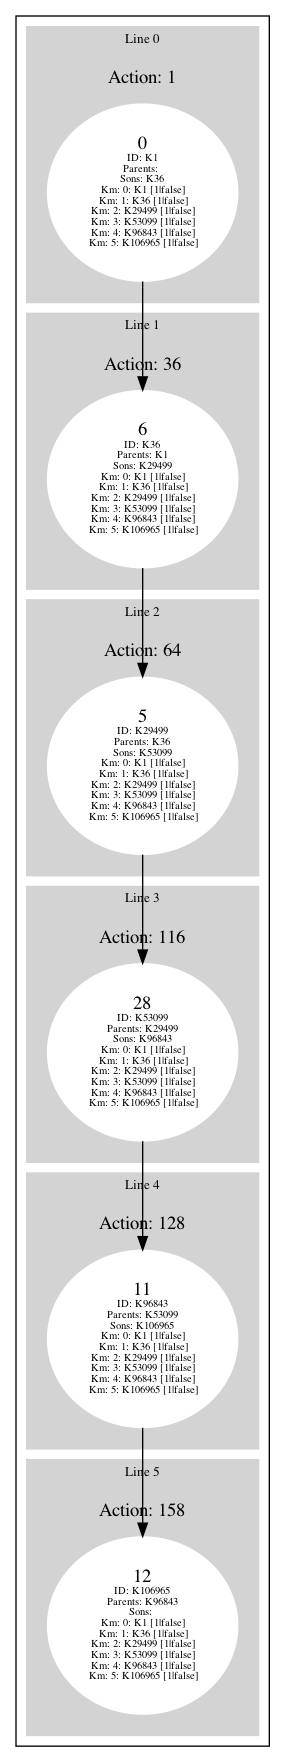 Line 0
Action: 1
0
ID: K1
Parents:
Sons: K36
Km: 0: K1 [1|false]
Km: 1: K36 [1|false]
Km: 2: K29499 [1|false]
Km: 3: K53099 [1|false]
Km: 4: K96843 [1|false]
Km: 5: K106965 [1|false]
Line 1
Action: 36
6
ID: K36
Parents: K1
Sons: K29499
Km: 0: K1 [1|false]
Km: 1: K36 [1|false]
Km: 2: K29499 [1|false]
Km: 3: K53099 [1|false]
Km: 4: K96843 [1|false]
Km: 5: K106965 [1|false]
Line 2
Action: 64
5
ID: K29499
Parents: K36
Sons: K53099
Km: 0: K1 [1|false]
Km: 1: K36 [1|false]
Km: 2: K29499 [1|false]
Km: 3: K53099 [1|false]
Km: 4: K96843 [1|false]
Km: 5: K106965 [1|false]
Line 3
Action: 116
28
ID: K53099
Parents: K29499
Sons: K96843
Km: 0: K1 [1|false]
Km: 1: K36 [1|false]
Km: 2: K29499 [1|false]
Km: 3: K53099 [1|false]
Km: 4: K96843 [1|false]
Km: 5: K106965 [1|false]
Line 4
Action: 128
11
ID: K96843
Parents: K53099
Sons: K106965
Km: 0: K1 [1|false]
Km: 1: K36 [1|false]
Km: 2: K29499 [1|false]
Km: 3: K53099 [1|false]
Km: 4: K96843 [1|false]
Km: 5: K106965 [1|false]
Line 5
Action: 158
12
ID: K106965
Parents: K96843
Sons:
Km: 0: K1 [1|false]
Km: 1: K36 [1|false]
Km: 2: K29499 [1|false]
Km: 3: K53099 [1|false]
Km: 4: K96843 [1|false]
Km: 5: K106965 [1|false]